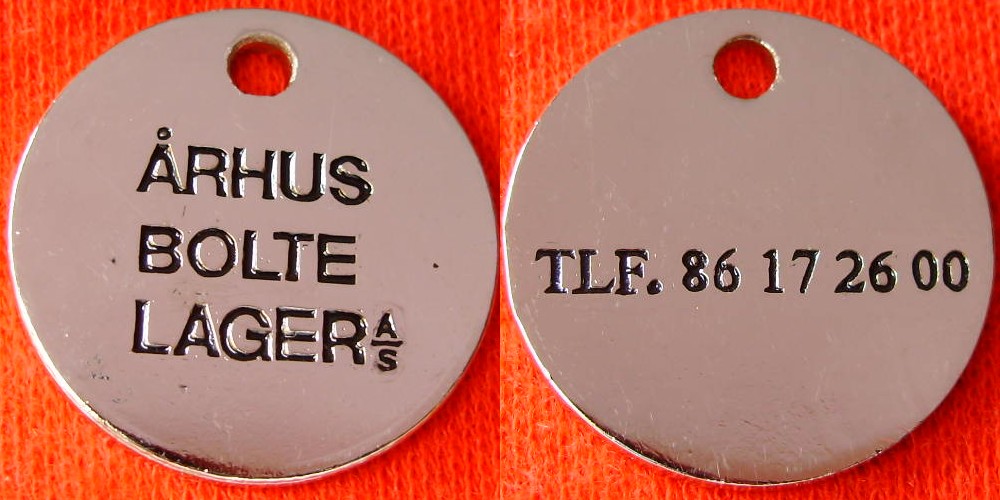 ÅRHUS
BOLTE
LAGER A/S
TLF. 86 17 26 00